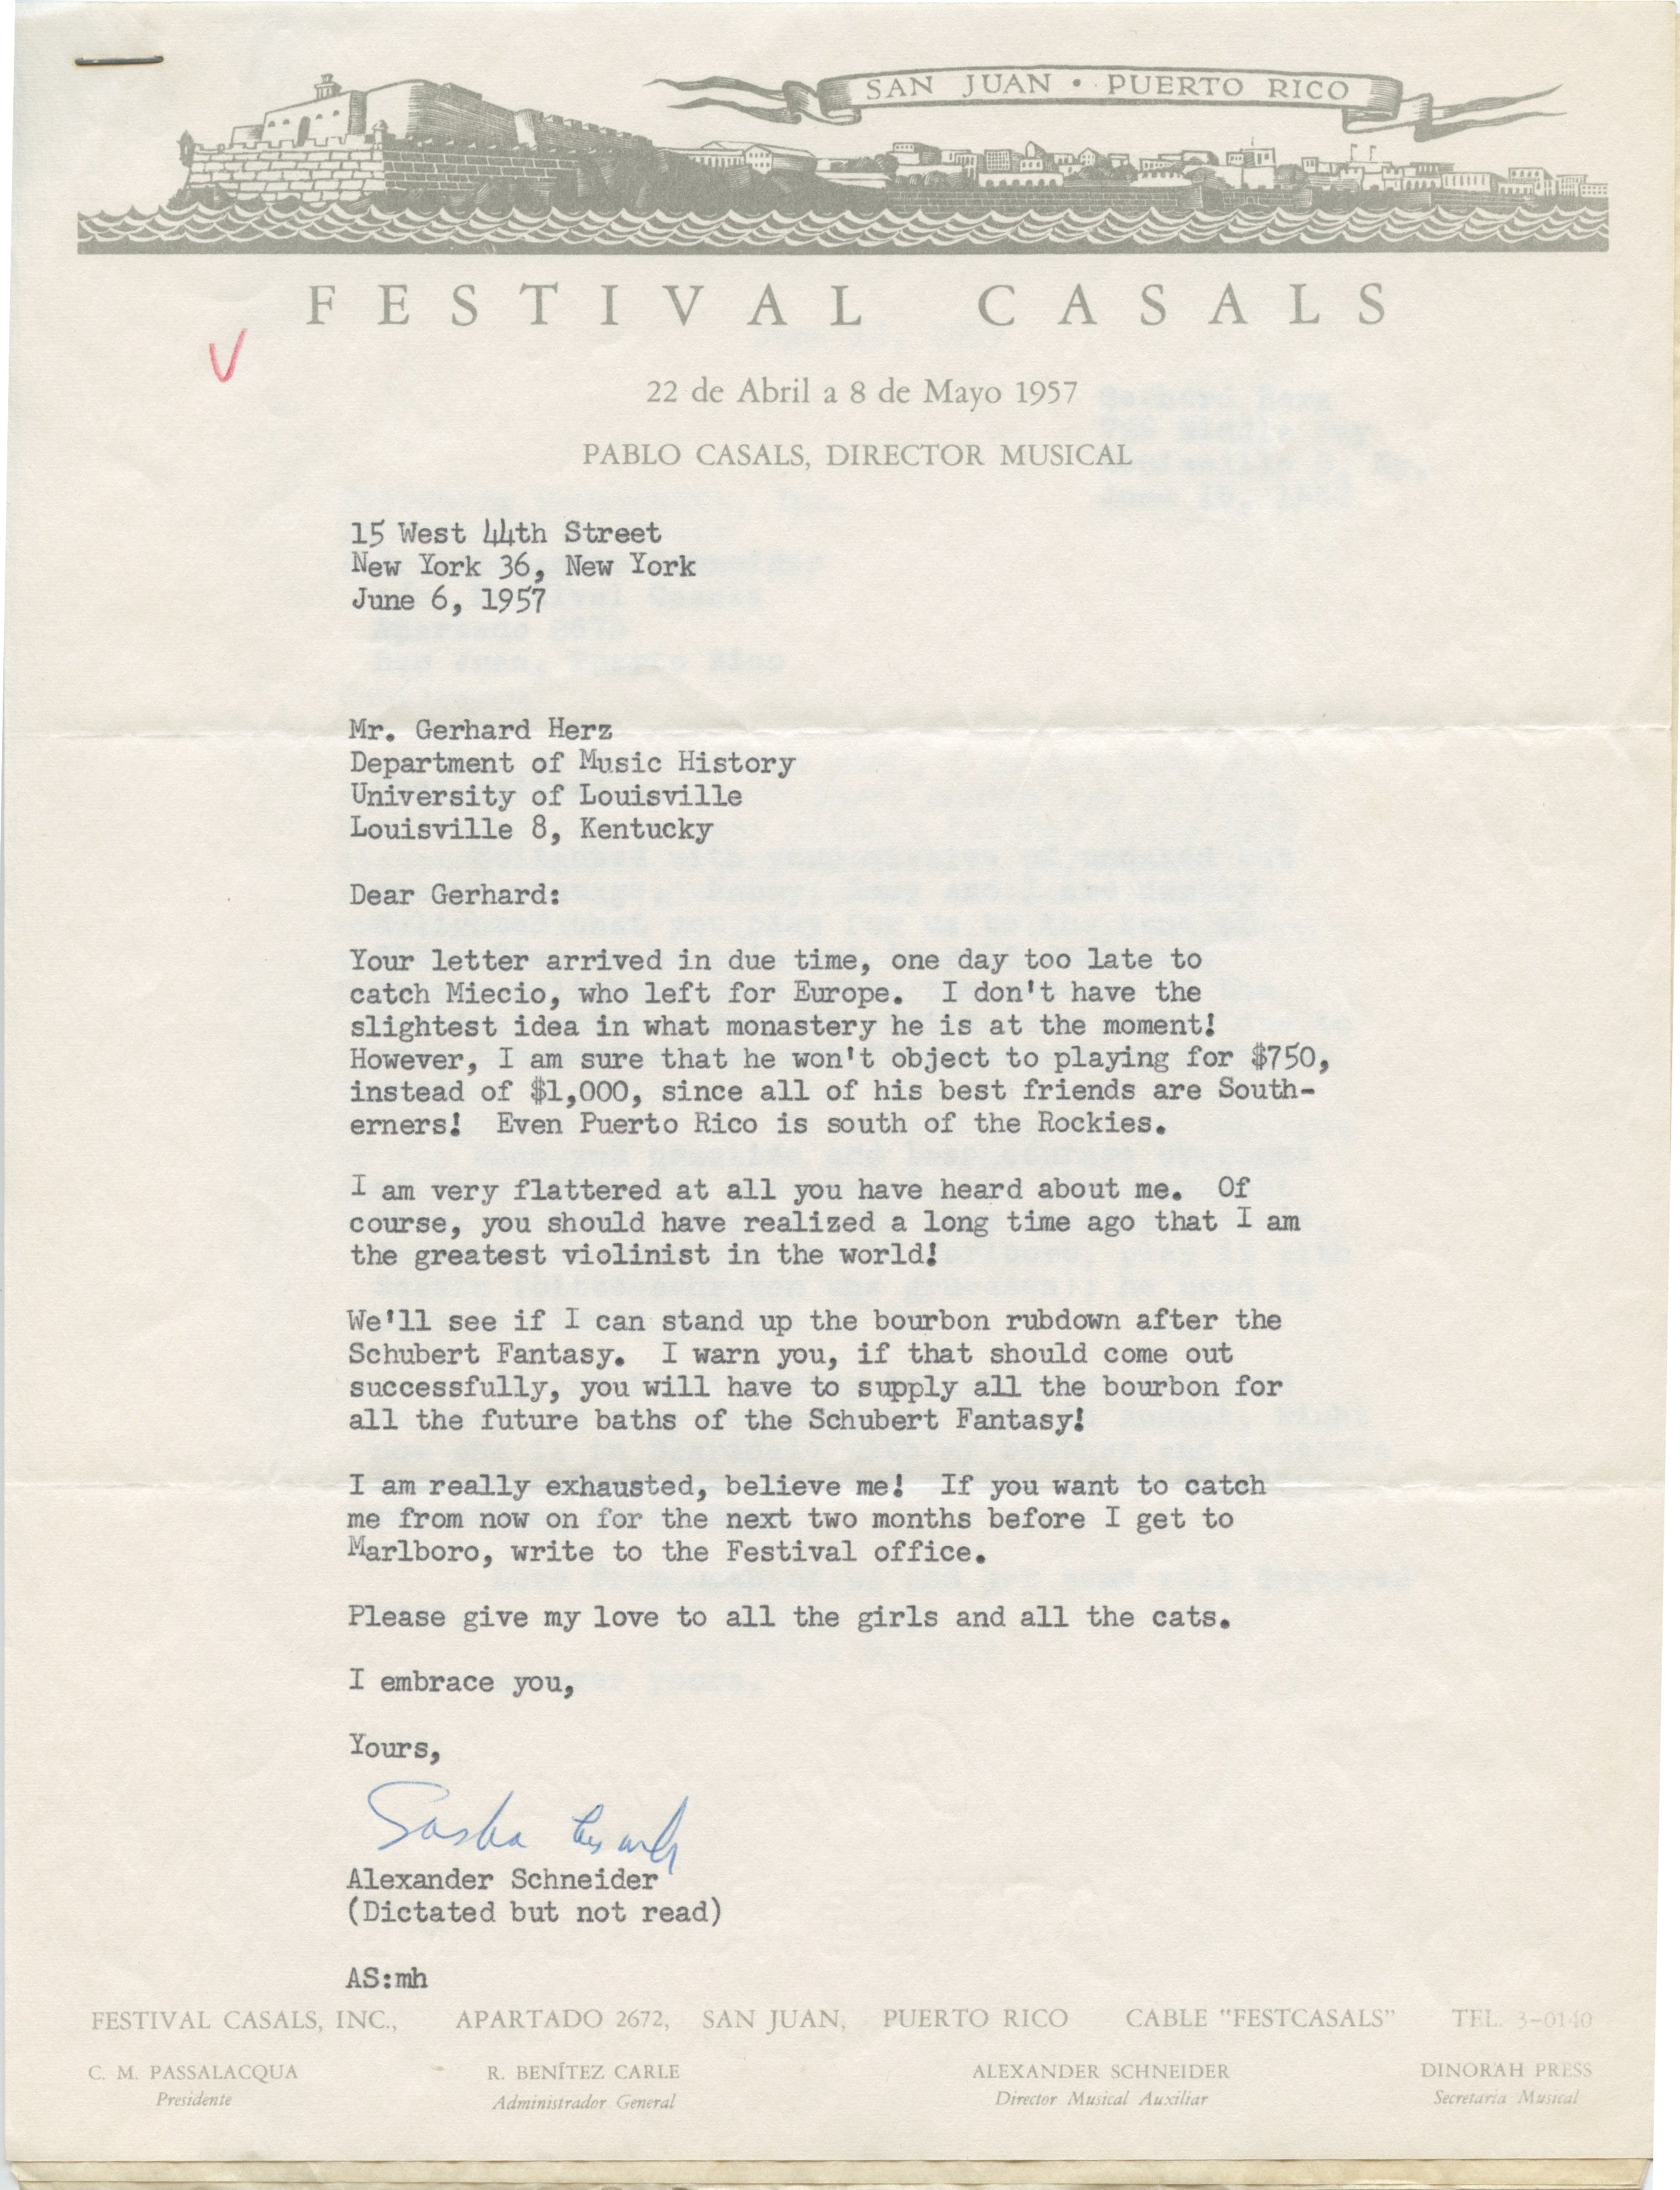 SAN JUAN • PUERTO RICO
FESTIVAL CASALS
22 de Abril a 8 de Mayo 1957
PABLO CASALS, DIRECTOR MUSICAL
15 West 44th Street
New York 36, New York
June 6, 1957
Mr. Gerhard Herz
Department of Music History
University of Louisville
Louisville 8, Kentucky
Dear Gerhard:
Your letter arrived in due time, one day too late to
catch Miecio, who left for Europe. I don't have the
slightest idea in what monastery he is at the moment!
However, I am sure that he won't object to playing for $750,
instead of $1,000, since all of his best friends are South-
erners! Even Puerto Rico is south of the Rockies.
I am very flattered at all you have heard about me. Of
course, you should have realized a long time ago that I am
the greatest violinist in the world!
We'll see if I can stand up the bourbon rubdown after the
Schubert Fantasy. I warn you, if that should come out
successfully, you will have to supply all the bourbon for
all the future baths of the Schubert Fantasy!
I am really exhausted, believe me! If you want to catch
me from now on for the next two months before I get to
Marlboro, write to the Festival office.
Please give my love to all the girls and all the cats.
I embrace you,
Yours,
Sasha
Alexander Schneider
(Dictated but not read)
AS:mh
FESTIVAL CASALS, INC., APARTADO 2672, SAN JUAN, PUERTO RICO CABLE "FESTCASALS" TEL. 3-0140
C. M. PASSALACQUA R. BENÍTEZ CARLE ALEXANDER SCHNEIDER DINORAH PRESS
Presidente Administrador General Director Musical Auxiliar Secretaria Musical